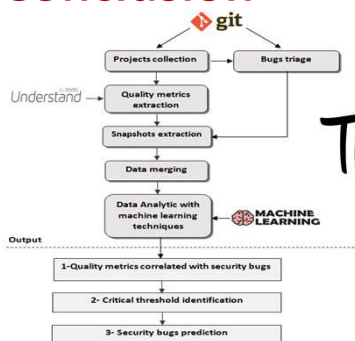 git
Projects collection
Bugs triage
tools
Understand
Quality metrics
extraction
Snapshots extraction
Data merging
Data Analytic with
machine learning
techniques
MACHINE
LEARNING
Output
1-Quality metrics correlated with security bugs
2- Critical threshold identification
3- Security bugs prediction